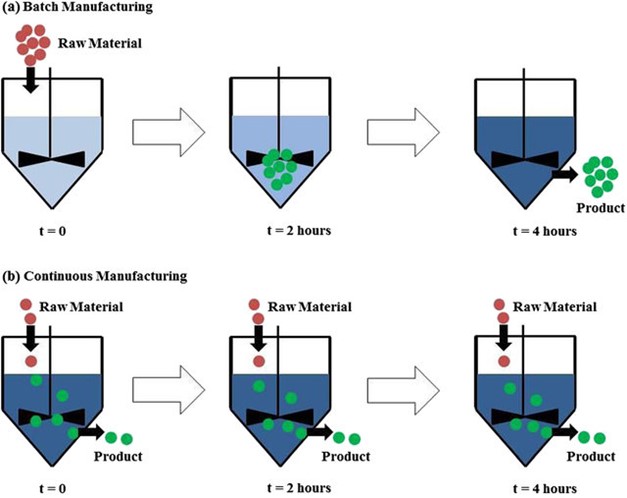 (a) Batch Manufacturing
Raw Material
Product
t = 0
t = 2 hours
t = 4 hours
(b) Continuous Manufacturing
Raw Material
Raw Material
Raw Material
Product
Product
Product
t = 0
t = 2 hours
t = 4 hours